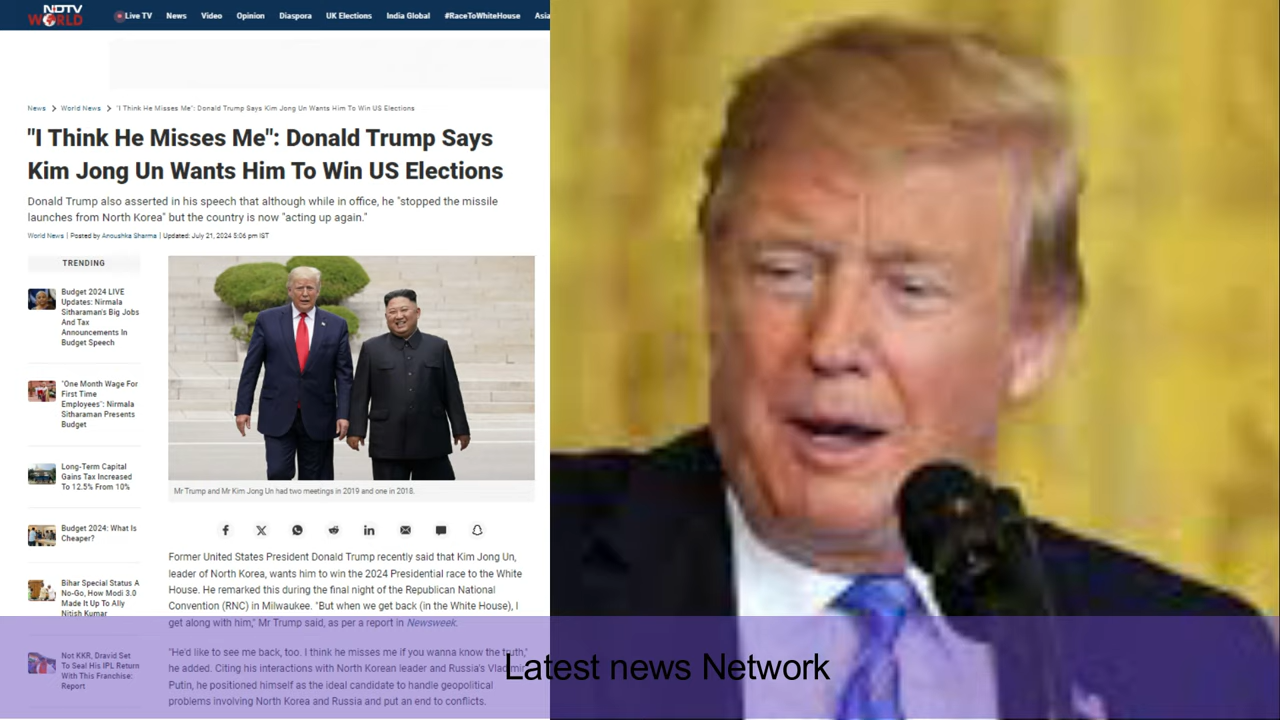 NDTV
WORLD
Live TV News Video Opinion Diaspora UK Elections India Global #RaceToWhiteHouse Asia
News > World News > "I Think He Misses Me": Donald Trump Says Kim Jong Un Wants Him To Win US Elections
"I Think He Misses Me": Donald Trump Says
Kim Jong Un Wants Him To Win US Elections
Donald Trump also asserted in his speech that although while in office, he "stopped the missile
launches from North Korea" but the country is now "acting up again."
World News | Posted by Anoushka Sharma | Updated: July 21, 2024 5:06 pm IST
TRENDING
Budget 2024 LIVE
Updates: Nirmala
Sitharaman's Big Jobs
And Tax
Announcements In
Budget Speech
"One Month Wage For
First Time
Employees": Nirmala
Sitharaman Presents
Budget
Long-Term Capital
Gains Tax Increased
To 12.5% From 10%
Budget 2024: What Is
Cheaper?
Bihar Special Status A
No-Go, How Modi 3.0
Made It Up To Ally
Nitish Kumar
Not KKR, Dravid Set
To Seal His IPL Return
With This Franchise:
Report
Mr Trump and Mr Kim Jong Un had two meetings in 2019 and one in 2018.
Former United States President Donald Trump recently said that Kim Jong Un,
leader of North Korea, wants him to win the 2024 Presidential race to the White
House. He remarked this during the final night of the Republican National
Convention (RNC) in Milwaukee. "But when we get back (in the White House), I
get along with him," Mr Trump said, as per a report in Newsweek.
"He'd like to see me back, too. I think he misses me if you wanna know the truth,"
he added. Citing his interactions with North Korean leader and Russia's Vladimir
Putin, he positioned himself as the ideal candidate to handle geopolitical
problems involving North Korea and Russia and put an end to conflicts.
Latest news Network